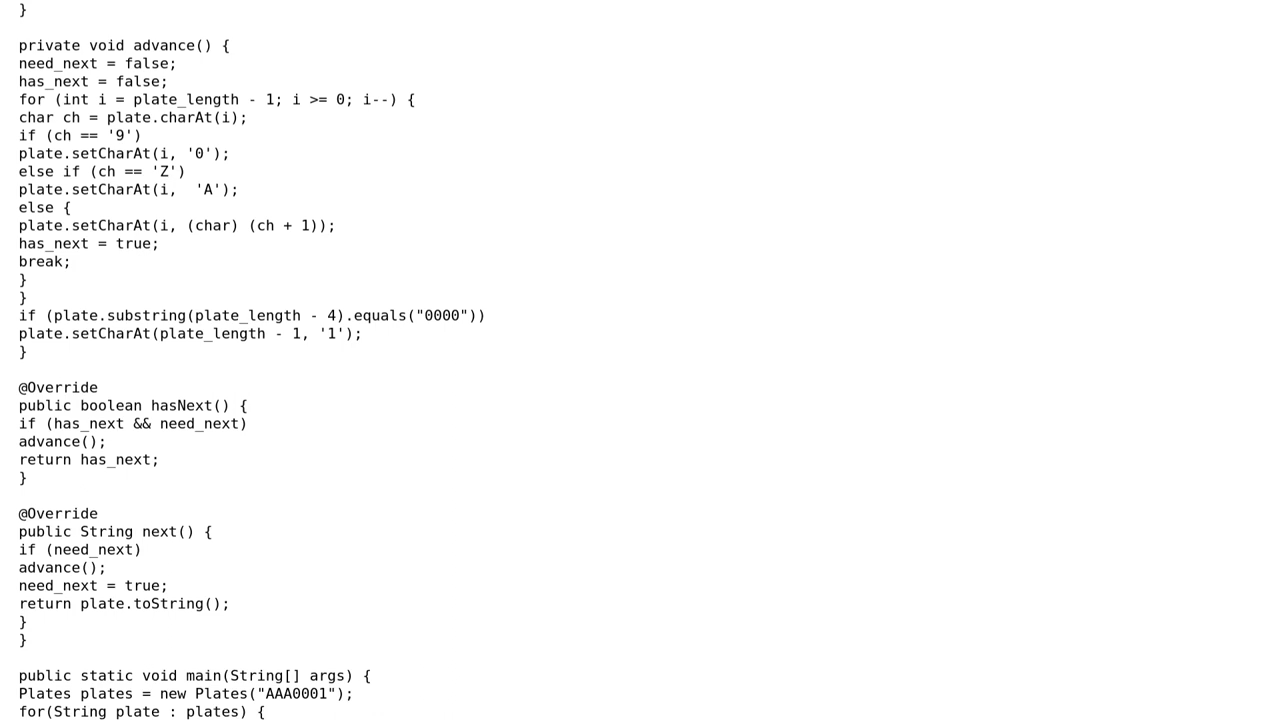 }
private void advance() {
need_next = false;
has_next = false;
for (int i = plate_length - 1; i >= 0; i--) {
char ch = plate.charAt(i);
if (ch == '9')
plate.setCharAt(i, '0');
else if (ch == 'Z')
plate.setCharAt(i,  'A');
else {
plate.setCharAt(i, (char) (ch + 1));
has_next = true;
break;
}
}
if (plate.substring(plate_length - 4).equals("0000"))
plate.setCharAt(plate_length - 1, '1');
}
@Override
public boolean hasNext() {
if (has_next && need_next)
advance();
return has_next;
}
@Override
public String next() {
if (need_next)
advance();
need_next = true;
return plate.toString();
}
}
public static void main(String[] args) {
Plates plates = new Plates("AAA0001");
for(String plate : plates) {